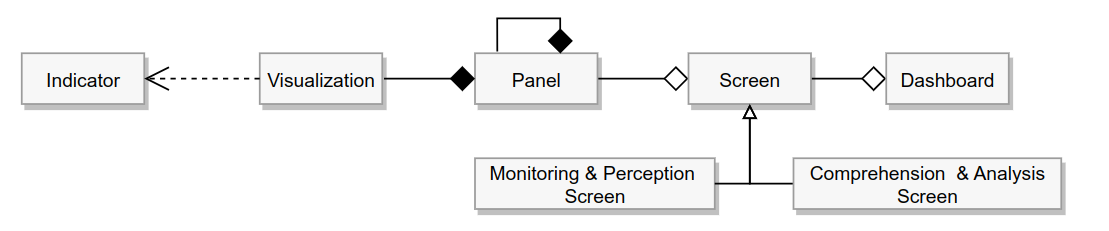 Indicator
Visualization
Panel
Screen
Dashboard
Monitoring & Perception
Screen
Comprehension  & Analysis
Screen